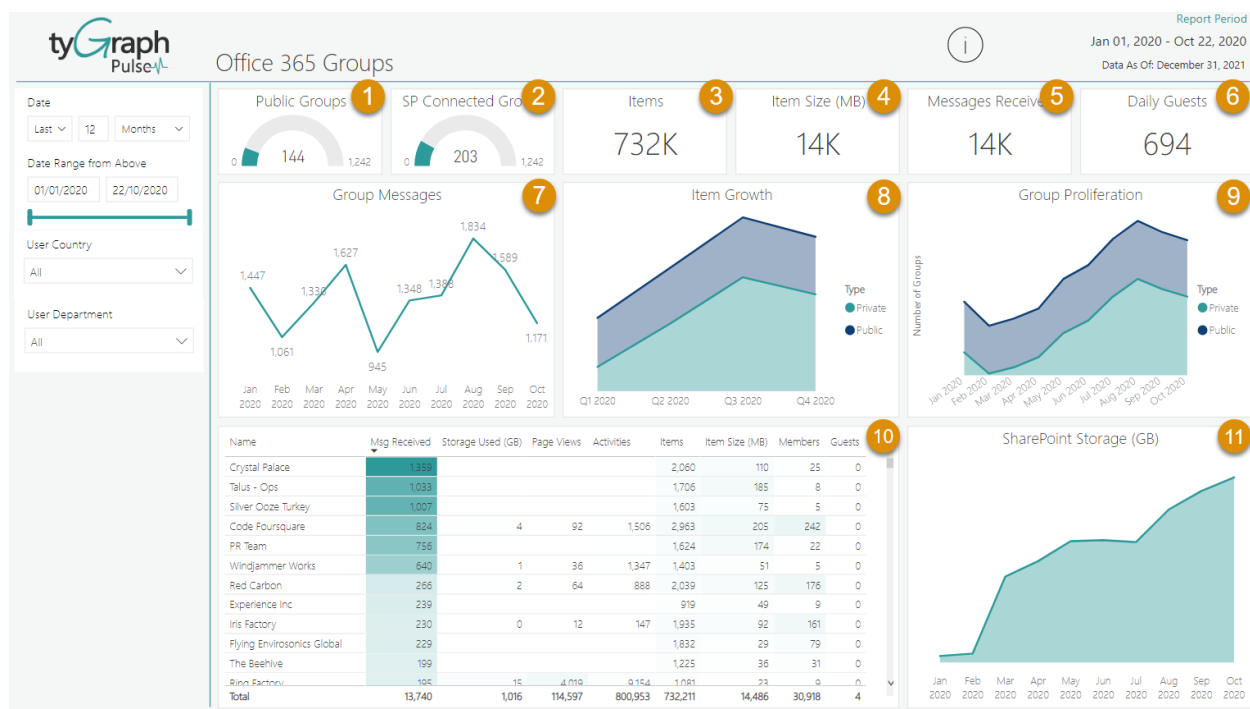 tyGraph
Pulse
Office 365 Groups
Report Period
Jan 01, 2020 - Oct 22, 2020
Data As Of: December 31, 2021
Date
Last 12 Months
Date Range from Above
01/01/2020 22/10/2020
User Country
All
User Department
All
Public Groups 1
144
0 1,242
SP Connected Gro 2
203
0 1,242
Items 3
732K
Item Size (MB) 4
14K
Messages Receive 5
14K
Daily Guests 6
694
Group Messages 7
1,447
1,061
1,330
1,627
945
1,348
1,388
1,834
1,589
1,171
Jan Feb Mar Apr May Jun Jul Aug Sep Oct
2020 2020 2020 2020 2020 2020 2020 2020 2020 2020
Item Growth 8
Type
Private
Public
Q1 2020 Q2 2020 Q3 2020 Q4 2020
Group Proliferation 9
Number of Groups
Type
Private
Public
Jan 2020 Feb 2020 Mar 2020 Apr 2020 May 2020 Jun 2020 Jul 2020 Aug 2020 Sep 2020 Oct 2020
Name Msg Received Storage Used (GB) Page Views Activities Items Item Size (MB) Members Guests 10
Crystal Palace 1,359 2,060 110 25 0
Talus - Ops 1,033 1,706 185 8 0
Silver Ooze Turkey 1,007 1,603 75 5 0
Code Foursquare 824 4 92 1,506 2,963 205 242 0
PR Team 756 1,624 174 22 0
Windjammer Works 640 1 36 1,347 1,403 51 5 0
Red Carbon 266 2 64 888 2,039 125 176 0
Experience Inc 239 919 49 9 0
Iris Factory 230 0 12 147 1,935 92 161 0
Flying Envirosonics Global 229 1,832 29 79 0
The Beehive 199 1,225 36 31 0
Ring Factory 195 15 4,019 9,154 1,081 23 9 0
Total 13,740 1,016 114,597 800,953 732,211 14,486 30,918 4
SharePoint Storage (GB) 11
Jan Feb Mar Apr May Jun Jul Aug Sep Oct
2020 2020 2020 2020 2020 2020 2020 2020 2020 2020